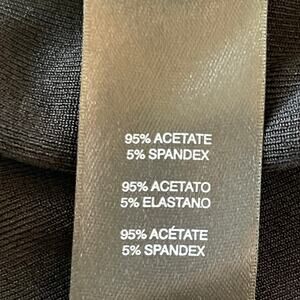 95% ACETATE
5% SPANDEX
95% ACETATO
5% ELASTANO
95% ACÉTATE
5% SPANDEX